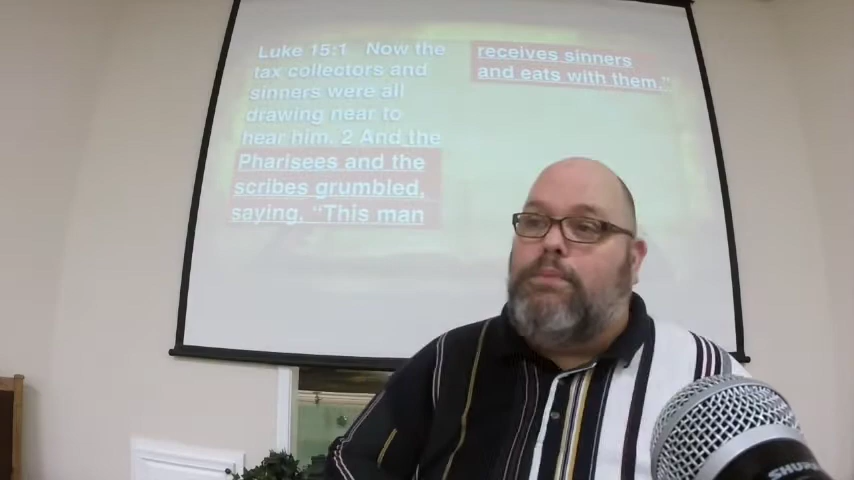 Luke 15:1 Now the
tax collectors and
sinners were all
drawing near to
hear him. 2 And the
Pharisees and the
scribes grumbled,
saying, “This man
receives sinners
and eats with them.”
SHURE